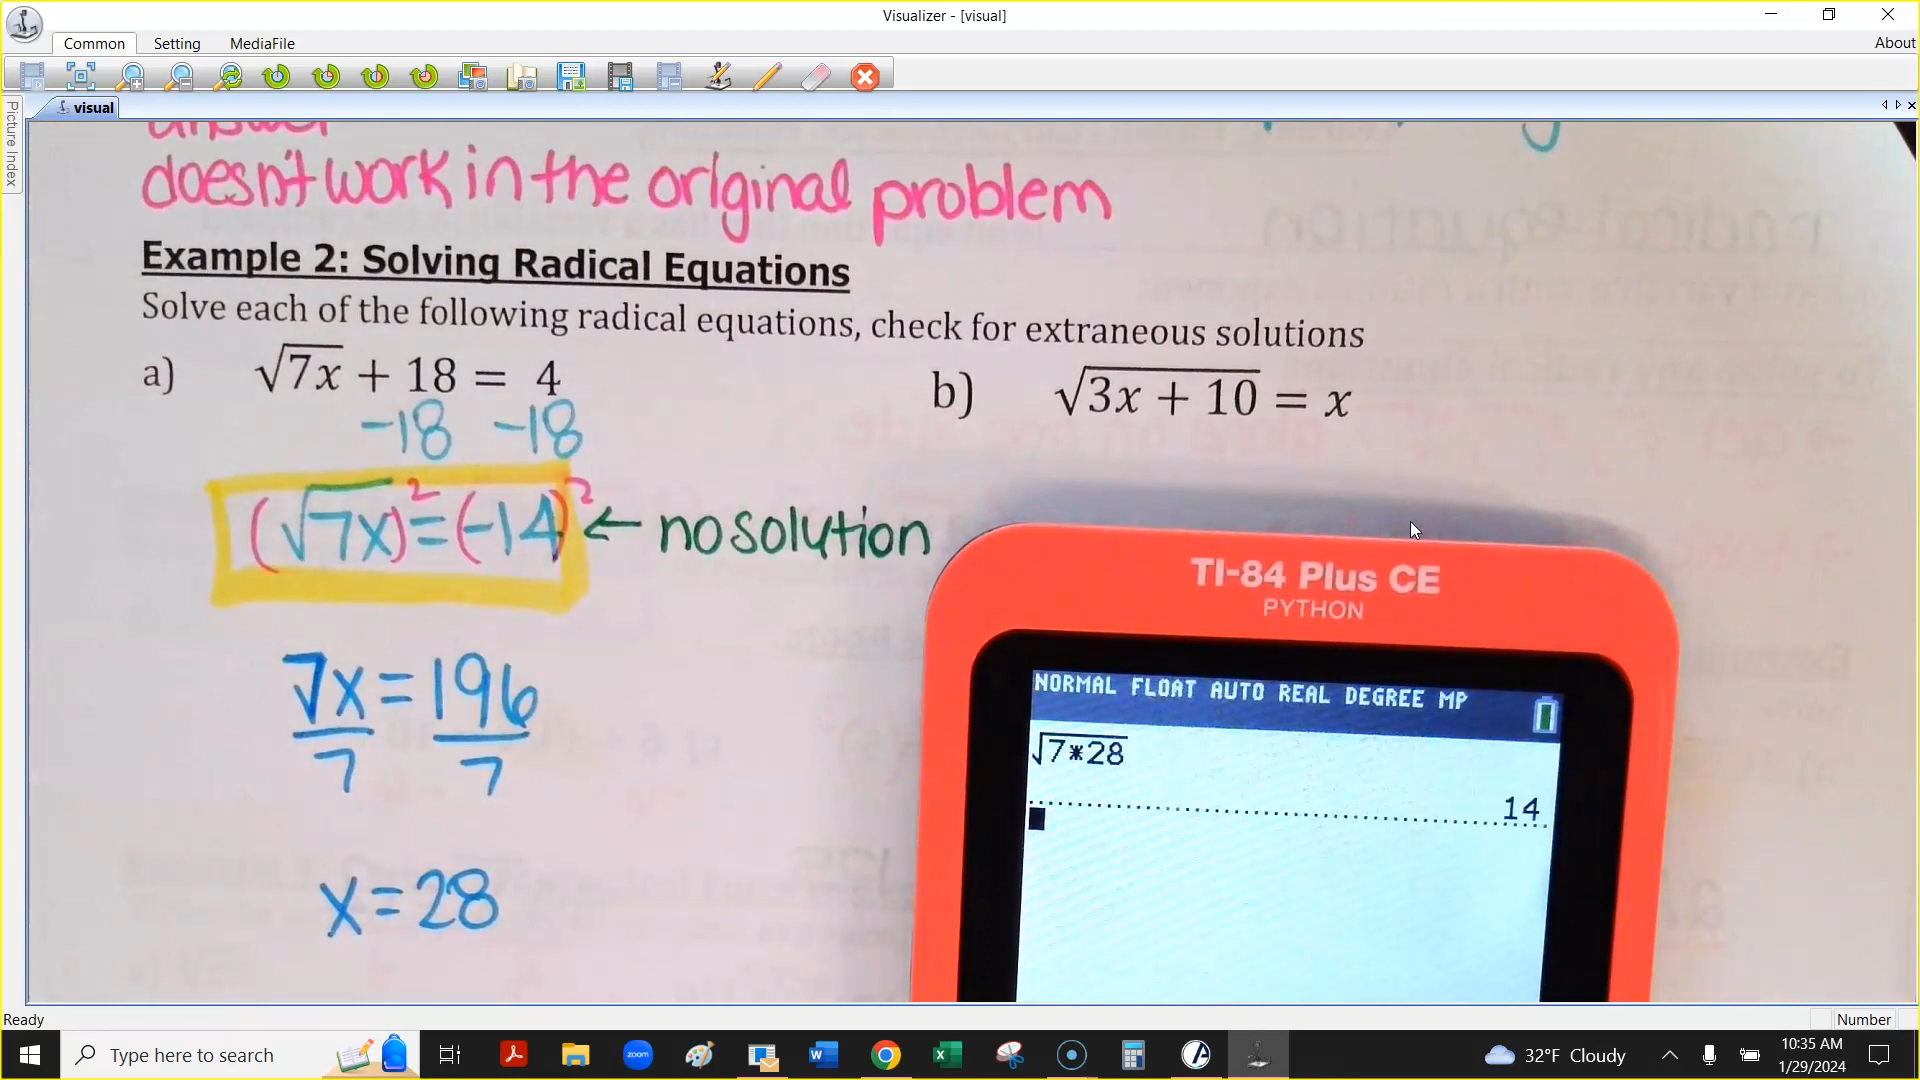 Visualizer - [visual]
Common Setting MediaFile About
visual
Picture Index
doesn't work in the original problem
Example 2: Solving Radical Equations
Solve each of the following radical equations, check for extraneous solutions
a) √7x + 18 = 4
b) √3x + 10 = x
-18 -18
(√7x)² = (-14)² ← no solution
7x = 196
7 7
x = 28
TI-84 Plus CE
PYTHON
NORMAL FLOAT AUTO REAL DEGREE MP
√7*28
14
Ready Number
Type here to search
zoom
32°F Cloudy
10:35 AM
1/29/2024